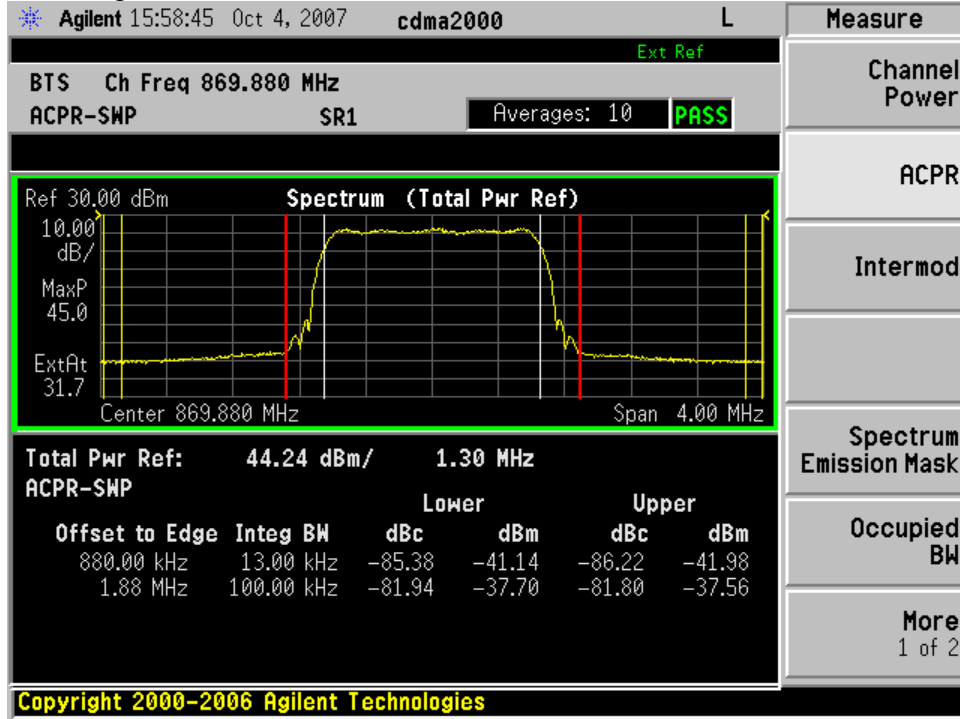 Agilent 15:58:45 Oct 4, 2007 cdma2000 L
Ext Ref
BTS Ch Freq 869.880 MHz
ACPR-SWP SR1 Averages: 10 PASS
Ref 30.00 dBm Spectrum (Total Pwr Ref)
10.00
dB/
MaxP
45.0
ExtAt
31.7
Center 869.880 MHz Span 4.00 MHz
Total Pwr Ref: 44.24 dBm/ 1.30 MHz
ACPR-SWP
Lower Upper
Offset to Edge Integ BW dBc dBm dBc dBm
880.00 kHz 13.00 kHz -85.38 -41.14 -86.22 -41.98
1.88 MHz 100.00 kHz -81.94 -37.70 -81.80 -37.56
Copyright 2000-2006 Agilent Technologies
Measure
Channel
Power
ACPR
Intermod
Spectrum
Emission Mask
Occupied
BW
More
1 of 2